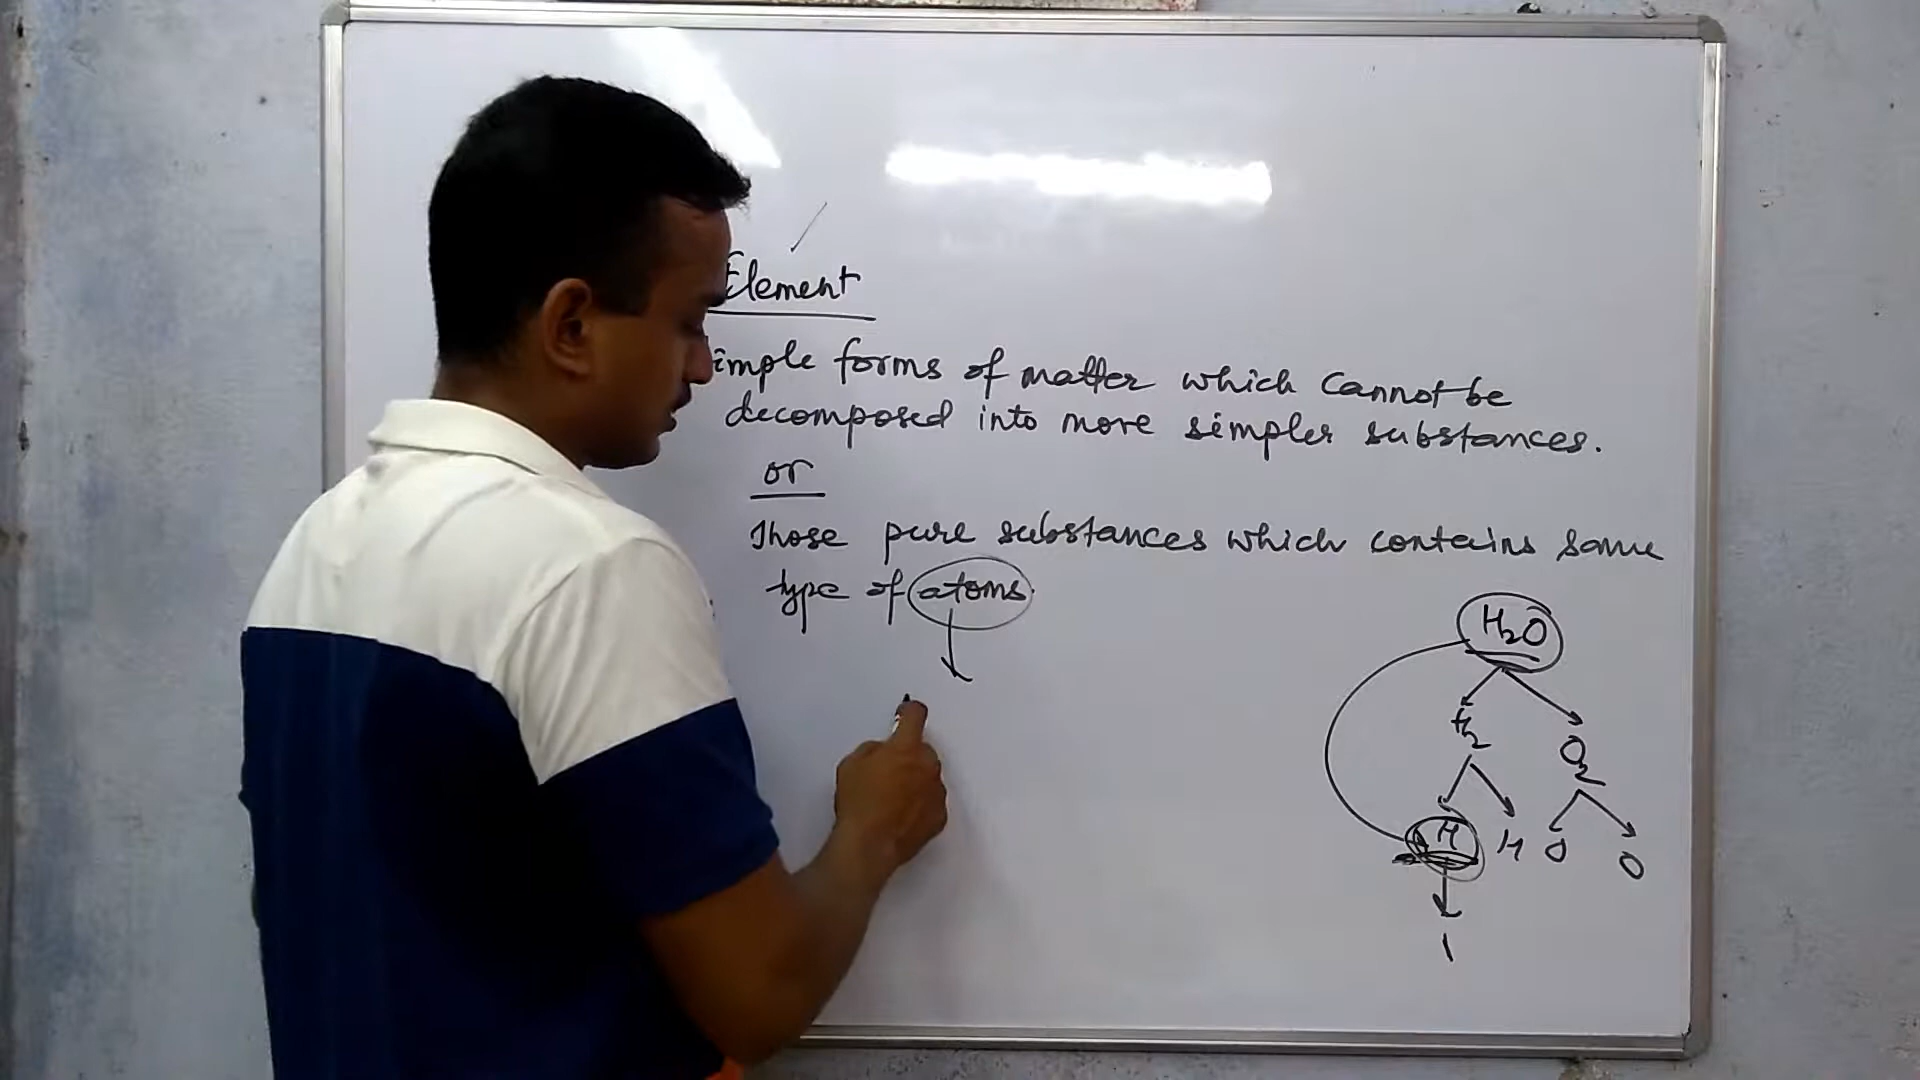 Element
imple forms of matter which cannot be
decomposed into more simpler substances.
or
Those pure substances which contains same
type of atoms.
H₂O
H₂
O₂
H H O O
1